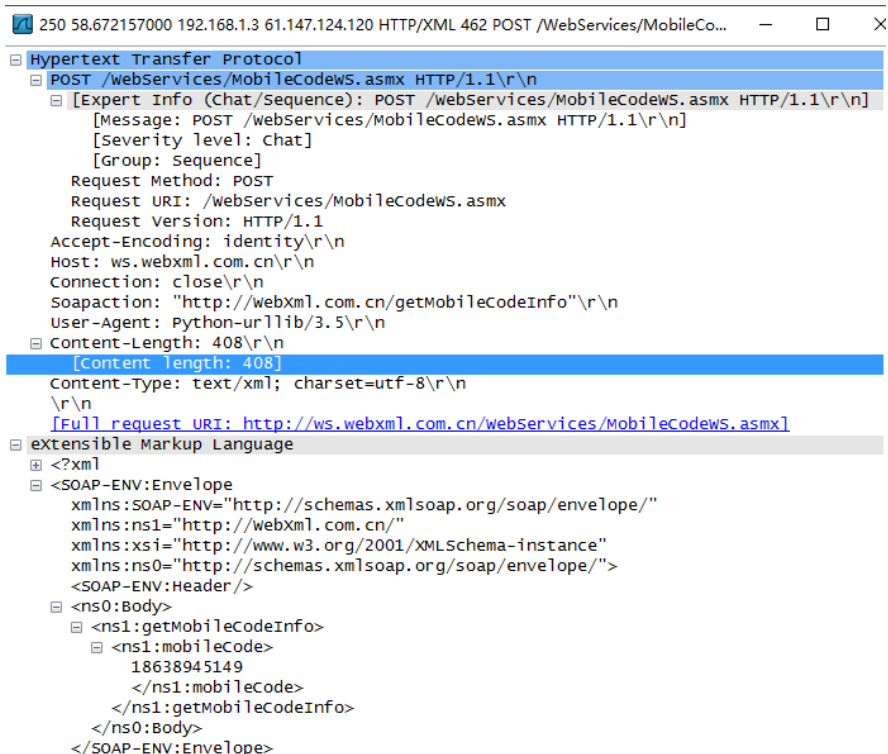 250 58.672157000 192.168.1.3 61.147.124.120 HTTP/XML 462 POST /WebServices/MobileCo...
Hypertext Transfer Protocol
POST /WebServices/MobileCodeWS.asmx HTTP/1.1\r\n
[Expert Info (Chat/Sequence): POST /WebServices/MobileCodeWS.asmx HTTP/1.1\r\n]
[Message: POST /WebServices/MobileCodeWS.asmx HTTP/1.1\r\n]
[Severity level: Chat]
[Group: Sequence]
Request Method: POST
Request URI: /WebServices/MobileCodeWS.asmx
Request Version: HTTP/1.1
Accept-Encoding: identity\r\n
Host: ws.webxml.com.cn\r\n
Connection: close\r\n
Soapaction: "http://WebXml.com.cn/getMobileCodeInfo"\r\n
User-Agent: Python-urllib/3.5\r\n
Content-Length: 408\r\n
[Content length: 408]
Content-Type: text/xml; charset=utf-8\r\n
\r\n
[Full request URI: http://ws.webxml.com.cn/WebServices/MobileCodeWS.asmx]
eXtensible Markup Language
<?xml
<SOAP-ENV:Envelope
xmlns:SOAP-ENV="http://schemas.xmlsoap.org/soap/envelope/"
xmlns:ns1="http://WebXml.com.cn/"
xmlns:xsi="http://www.w3.org/2001/XMLSchema-instance"
xmlns:ns0="http://schemas.xmlsoap.org/soap/envelope/">
<SOAP-ENV:Header/>
<ns0:Body>
<ns1:getMobileCodeInfo>
<ns1:mobileCode>
18638945149
</ns1:mobileCode>
</ns1:getMobileCodeInfo>
</ns0:Body>
</SOAP-ENV:Envelope>